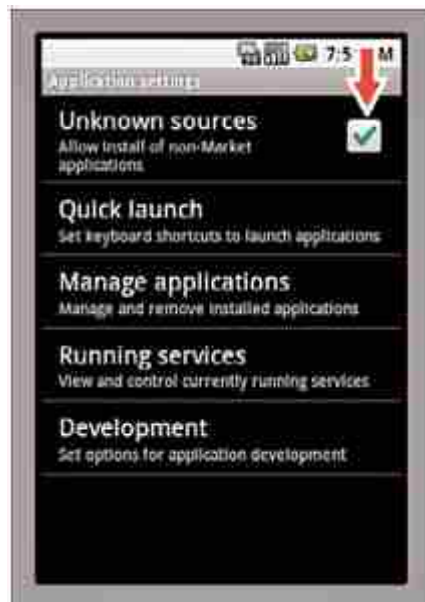 7:5 M
Application settings
Unknown sources
Allow install of non-Market
applications
Quick launch
Set keyboard shortcuts to launch applications
Manage applications
Manage and remove installed applications
Running services
View and control currently running services
Development
Set options for application development